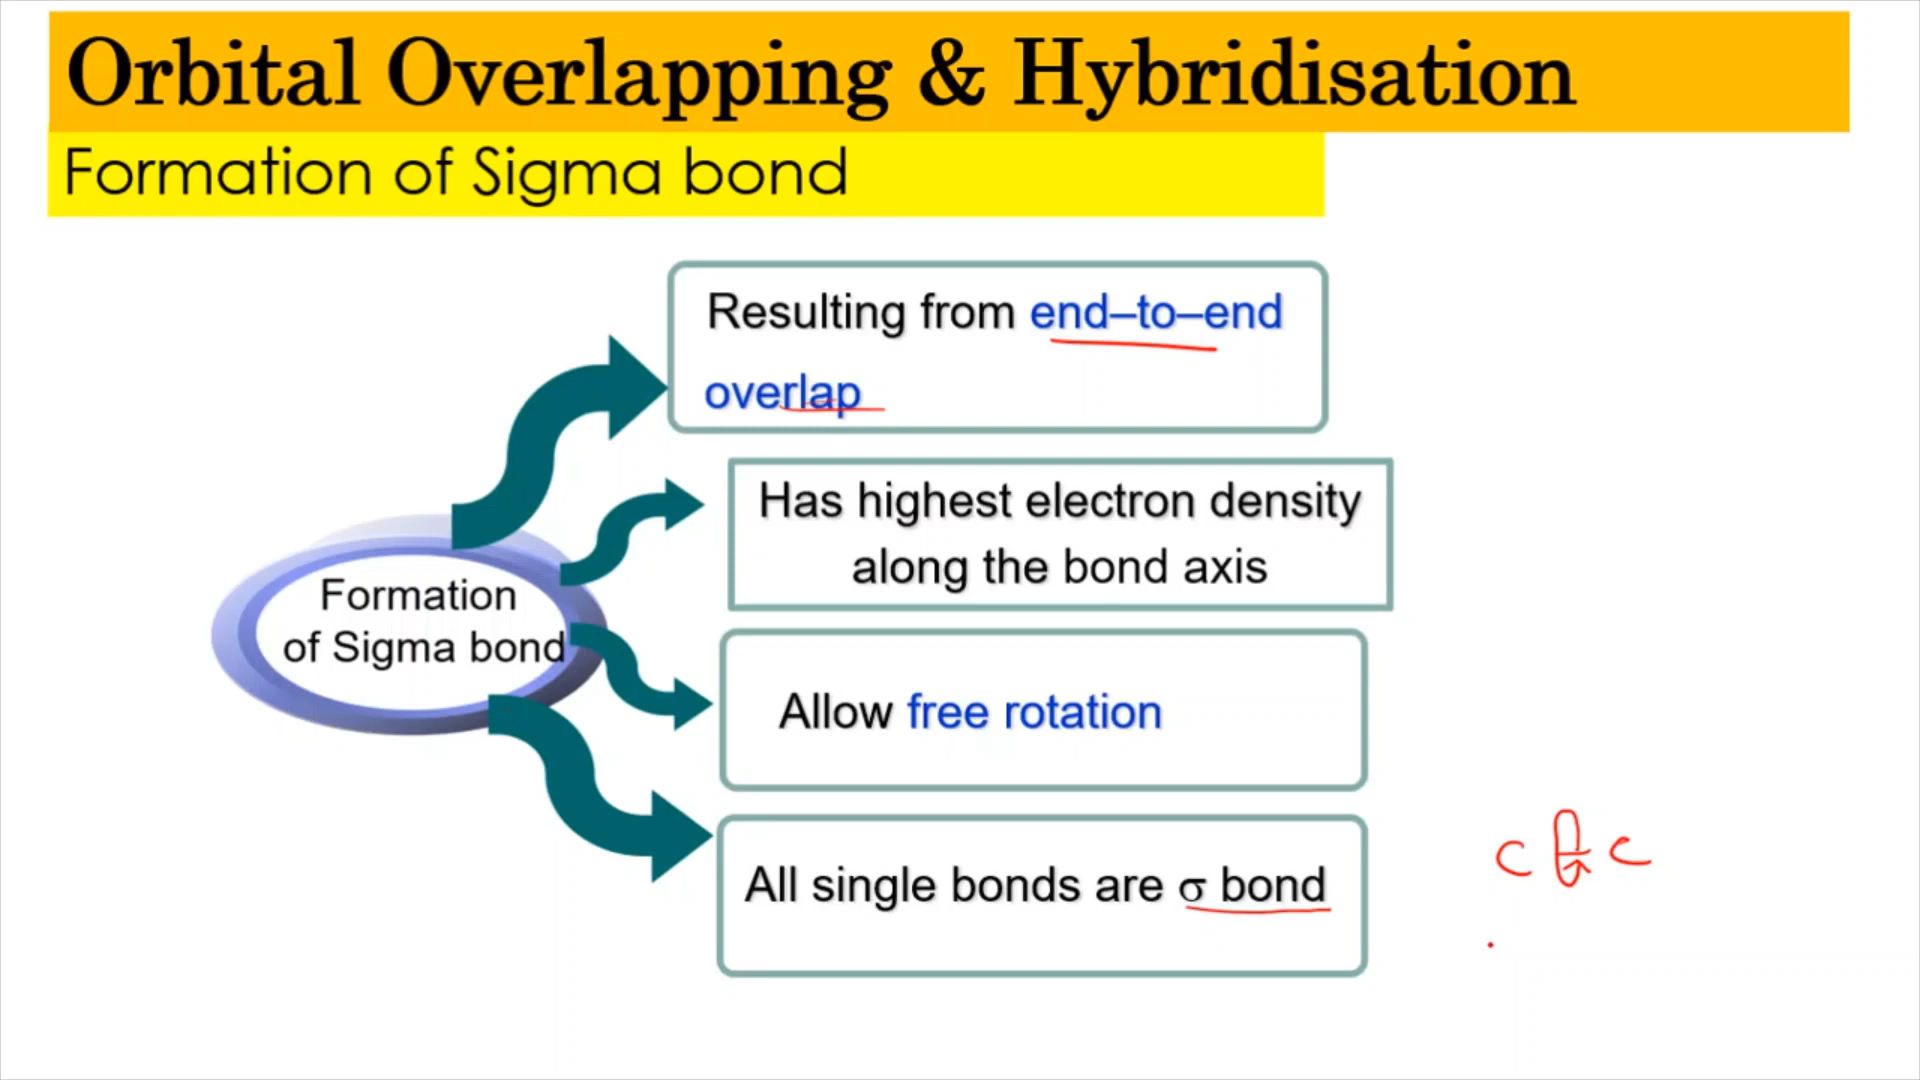 Orbital Overlapping & Hybridisation
Formation of Sigma bond
Resulting from end–to–end
overlap
Has highest electron density
along the bond axis
Formation
of Sigma bond
Allow free rotation
All single bonds are σ bond
c c